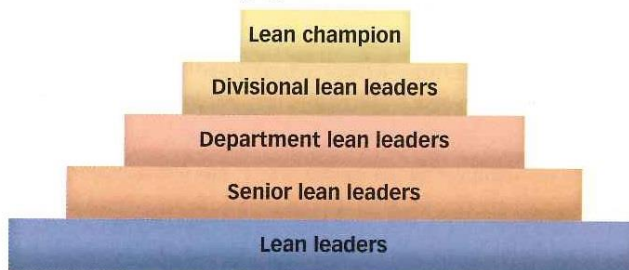 Lean champion
Divisional lean leaders
Department lean leaders
Senior lean leaders
Lean leaders